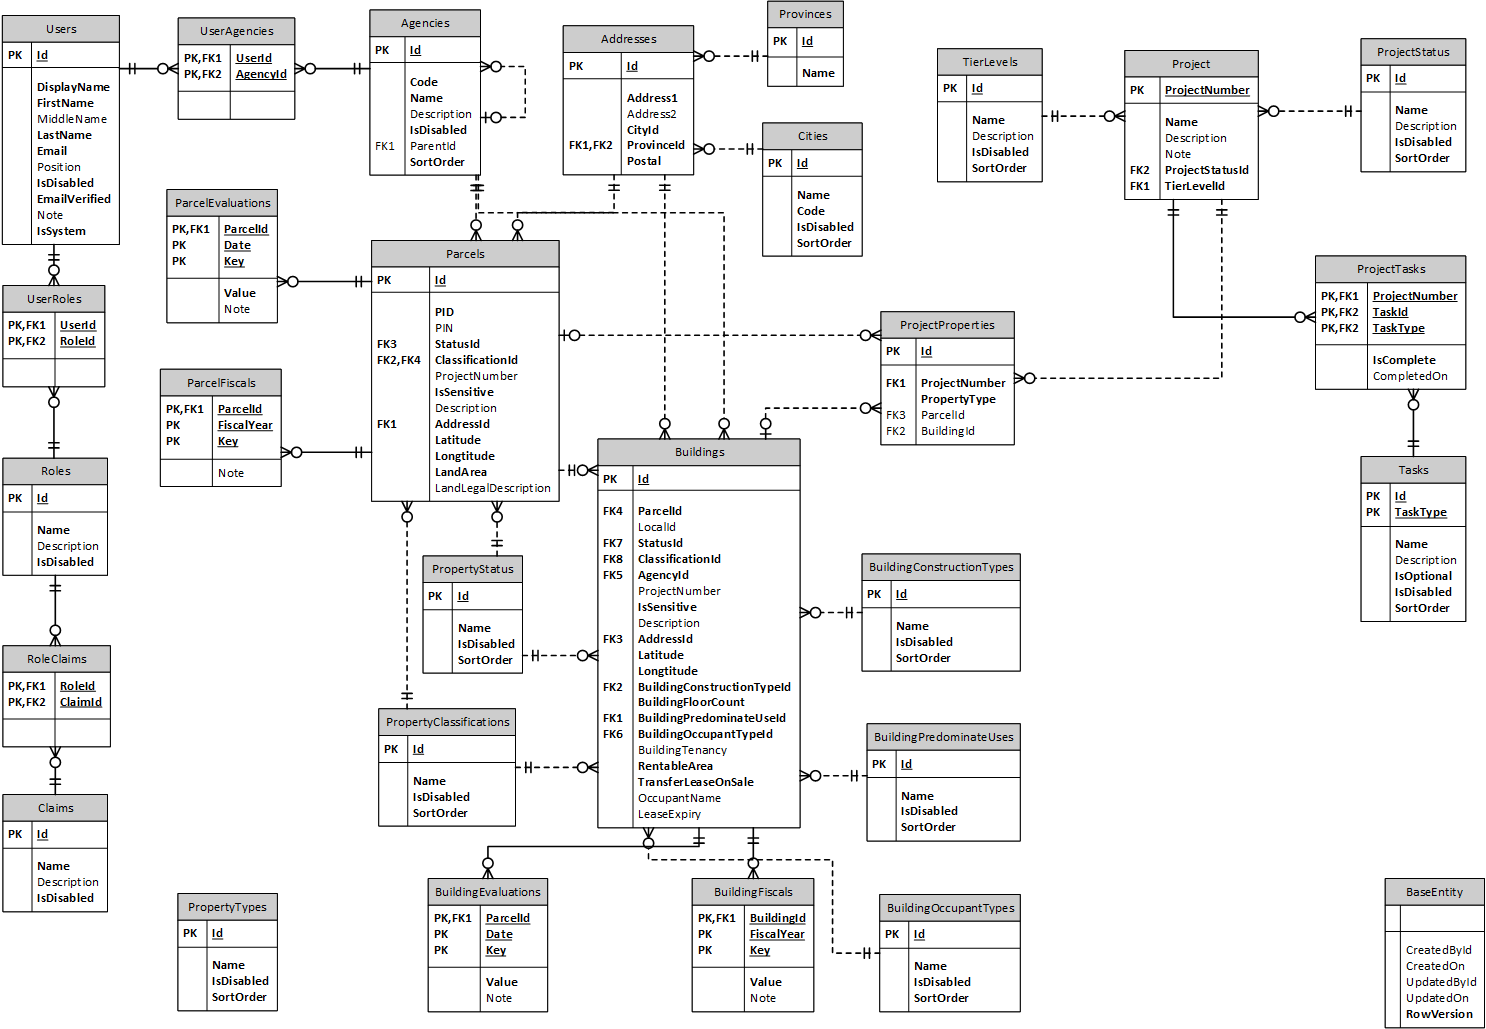 Users
PK Id
DisplayName
FirstName
MiddleName
LastName
Email
Position
IsDisabled
EmailVerified
Note
IsSystem
UserAgencies
PK,FK1 UserId
PK,FK2 AgencyId
Agencies
PK Id
Code
Name
Description
IsDisabled
FK1 ParentId
SortOrder
Addresses
PK Id
Address1
Address2
CityId
FK1,FK2 ProvinceId
Postal
Provinces
PK Id
Name
Cities
PK Id
Name
Code
IsDisabled
SortOrder
TierLevels
PK Id
Name
Description
IsDisabled
SortOrder
Project
PK ProjectNumber
Name
Description
Note
FK2 ProjectStatusId
FK1 TierLevelId
ProjectStatus
PK Id
Name
Description
IsDisabled
SortOrder
ParcelEvaluations
PK,FK1 ParcelId
PK Date
PK Key
Value
Note
Parcels
PK Id
PID
PIN
FK3 StatusId
FK2,FK4 ClassificationId
ProjectNumber
IsSensitive
Description
FK1 AddressId
Latitude
Longtitude
LandArea
LandLegalDescription
UserRoles
PK,FK1 UserId
PK,FK2 RoleId
ParcelFiscals
PK,FK1 ParcelId
PK FiscalYear
PK Key
Note
ProjectProperties
PK Id
FK1 ProjectNumber
PropertyType
FK3 ParcelId
FK2 BuildingId
ProjectTasks
PK,FK1 ProjectNumber
PK,FK2 TaskId
PK,FK2 TaskType
IsComplete
CompletedOn
Roles
PK Id
Name
Description
IsDisabled
Buildings
PK Id
FK4 ParcelId
LocalId
FK7 StatusId
FK8 ClassificationId
FK5 AgencyId
ProjectNumber
IsSensitive
Description
FK3 AddressId
Latitude
Longtitude
FK2 BuildingConstructionTypeId
BuildingFloorCount
FK1 BuildingPredominateUseId
FK6 BuildingOccupantTypeId
BuildingTenancy
RentableArea
TransferLeaseOnSale
OccupantName
LeaseExpiry
Tasks
PK Id
PK TaskType
Name
Description
IsOptional
IsDisabled
SortOrder
PropertyStatus
PK Id
Name
IsDisabled
SortOrder
BuildingConstructionTypes
PK Id
Name
IsDisabled
SortOrder
RoleClaims
PK,FK1 RoleId
PK,FK2 ClaimId
PropertyClassifications
PK Id
Name
IsDisabled
SortOrder
BuildingPredominateUses
PK Id
Name
IsDisabled
SortOrder
Claims
PK Id
Name
Description
IsDisabled
PropertyTypes
PK Id
Name
IsDisabled
SortOrder
BuildingEvaluations
PK,FK1 ParcelId
PK Date
PK Key
Value
Note
BuildingFiscals
PK,FK1 BuildingId
PK FiscalYear
PK Key
Value
Note
BuildingOccupantTypes
PK Id
Name
IsDisabled
SortOrder
BaseEntity
CreatedById
CreatedOn
UpdatedById
UpdatedOn
RowVersion